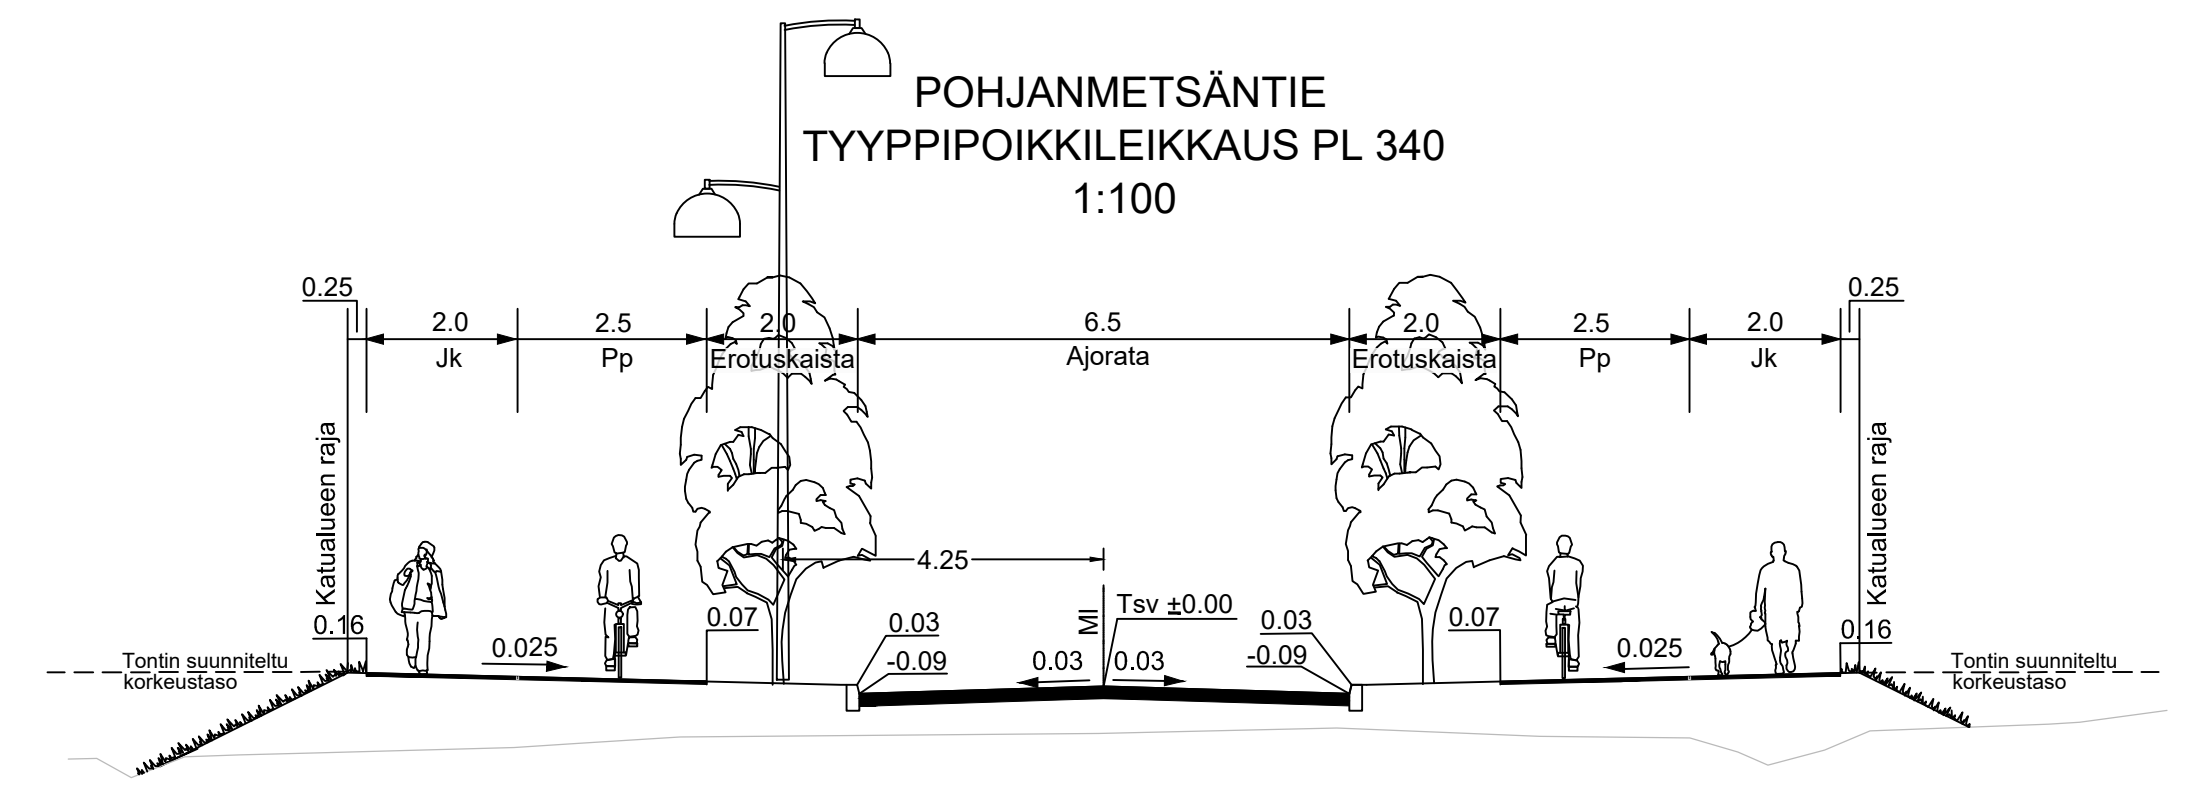 POHJANMETSÄNTIE
TYYPPIPOIKKILEIKKAUS PL 340
1:100
0.25
0.25
2.0
2.5
2.0
6.5
2.0
2.5
2.0
Jk
Pp
Erotuskaista
Ajorata
Erotuskaista
Pp
Jk
Katualueen raja
Katualueen raja
4.25
Ml
Tsv ±0.00
0.16
0.025
0.07
0.03
-0.09
0.03
0.03
0.03
-0.09
0.07
0.025
0.16
Tontin suunniteltu
korkeustaso
Tontin suunniteltu
korkeustaso